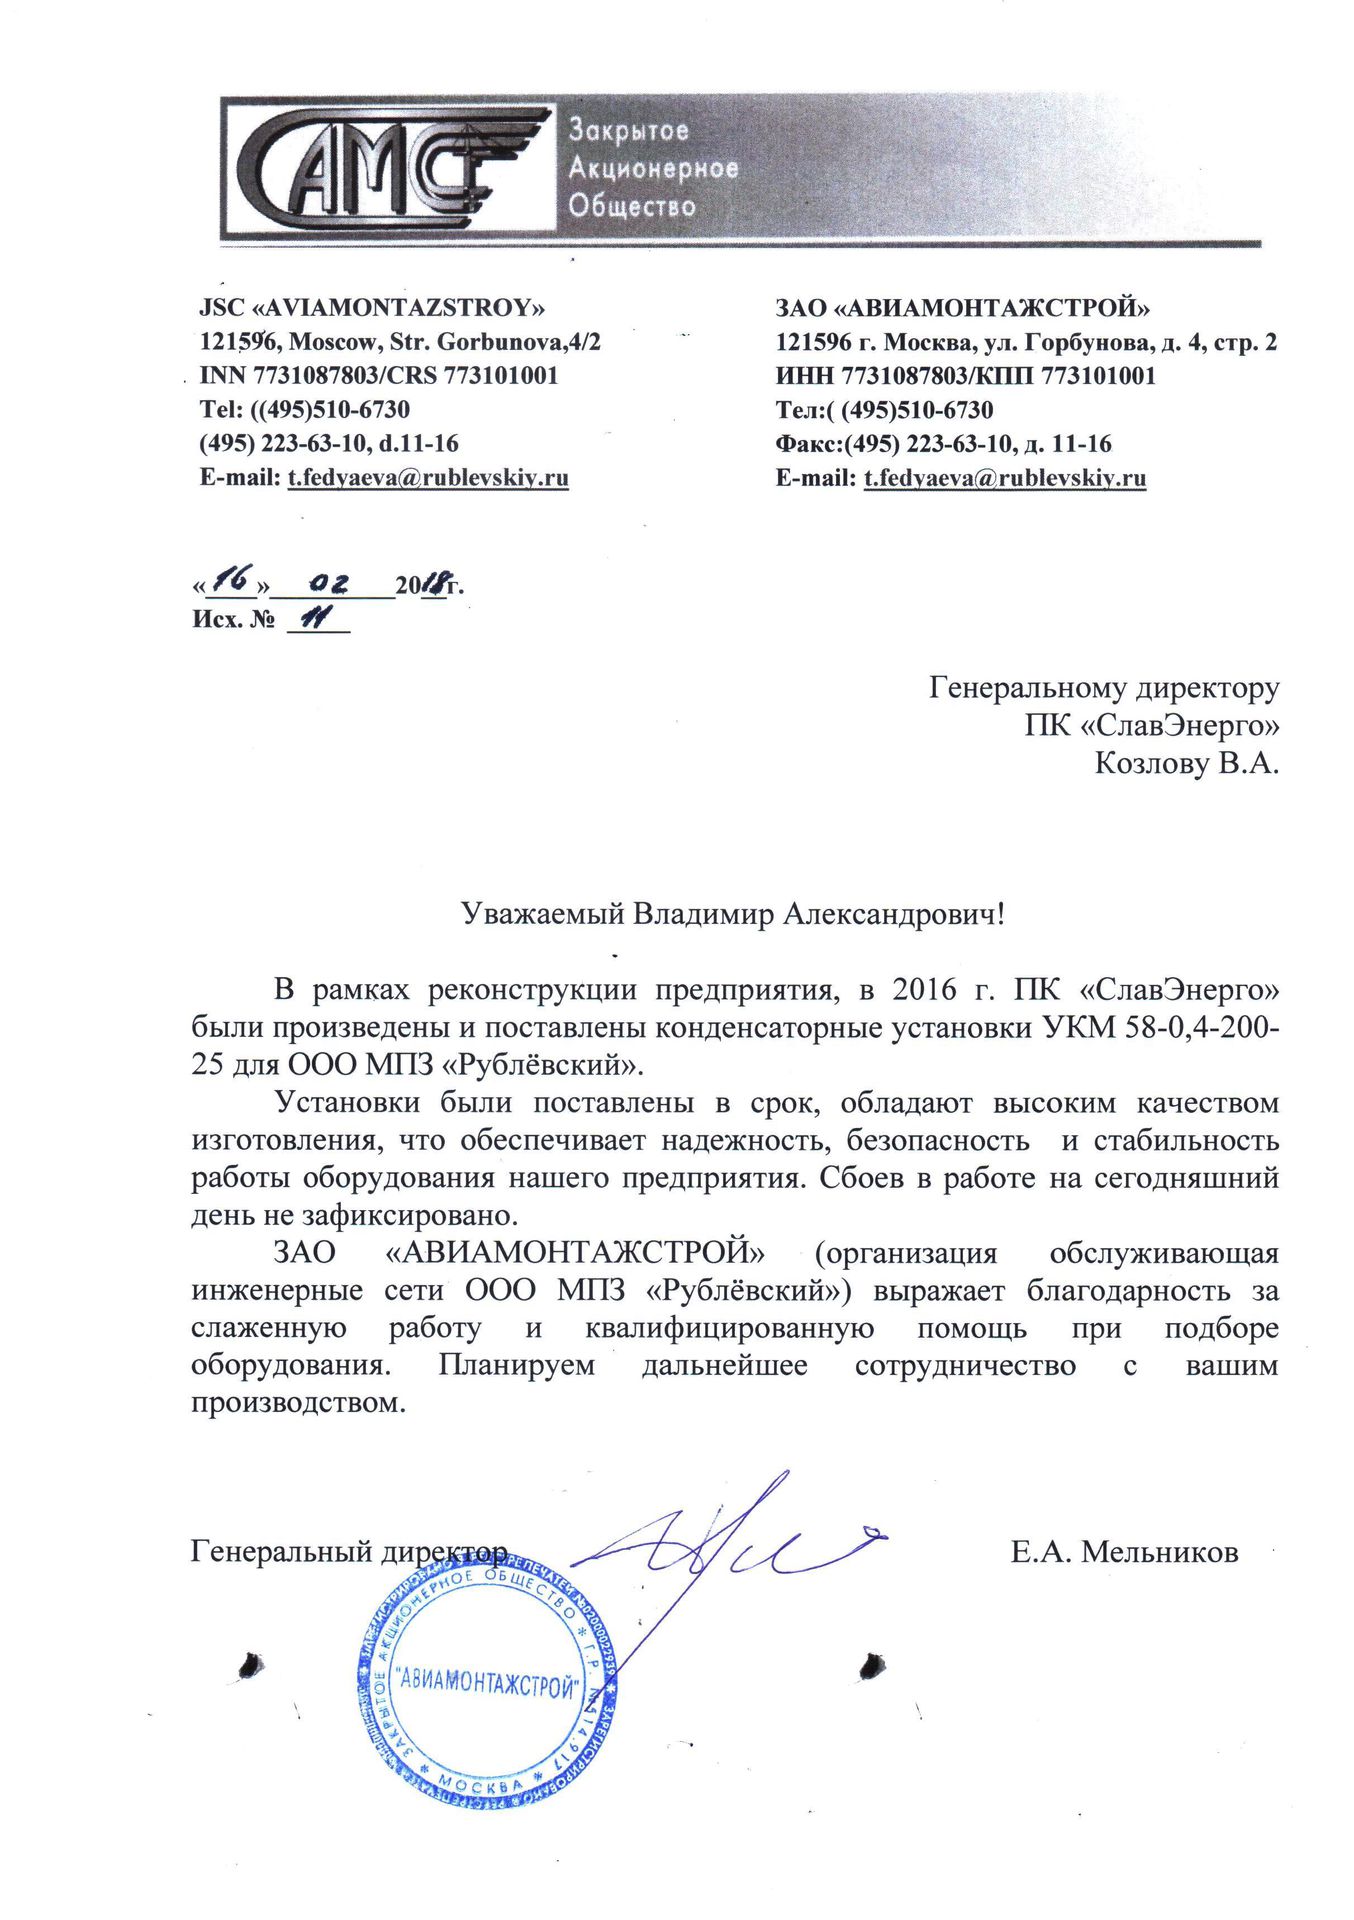 АМС
Закрытое
Акционерное
Общество
JSC «AVIAMONTAZSTROY»
121596, Moscow, Str. Gorbunova,4/2
INN 7731087803/CRS 773101001
Tel: ((495)510-6730
(495) 223-63-10, d.11-16
E-mail: t.fedyaeva@rublevskiy.ru
ЗАО «АВИАМОНТАЖСТРОЙ»
121596 г. Москва, ул. Горбунова, д. 4, стр. 2
ИНН 7731087803/КПП 773101001
Тел:( (495)510-6730
Факс:(495) 223-63-10, д. 11-16
E-mail: t.fedyaeva@rublevskiy.ru
«16» 02 2018г.
Исх. № 11
Генеральному директору
ПК «СлавЭнерго»
Козлову В.А.
Уважаемый Владимир Александрович!
В рамках реконструкции предприятия, в 2016 г. ПК «СлавЭнерго»
были произведены и поставлены конденсаторные установки УКМ 58-0,4-200-
25 для ООО МПЗ «Рублёвский».
Установки были поставлены в срок, обладают высоким качеством
изготовления, что обеспечивает надежность, безопасность и стабильность
работы оборудования нашего предприятия. Сбоев в работе на сегодняшний
день не зафиксировано.
ЗАО «АВИАМОНТАЖСТРОЙ» (организация обслуживающая
инженерные сети ООО МПЗ «Рублёвский») выражает благодарность за
слаженную работу и квалифицированную помощь при подборе
оборудования. Планируем дальнейшее сотрудничество с вашим
производством.
Генеральный директор Е.А. Мельников
ЗАКРЫТОЕ АКЦИОНЕРНОЕ ОБЩЕСТВО * Г.Р. №514.917 * МОСКВА *
"АВИАМОНТАЖСТРОЙ"